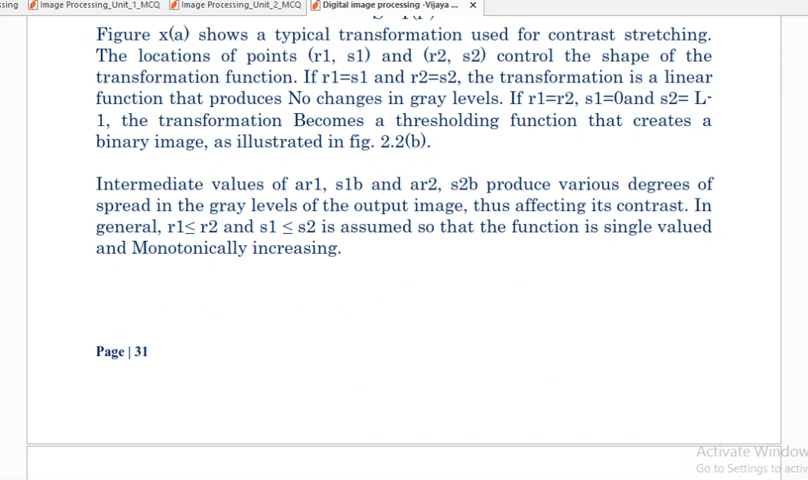 ssing Image Processing_Unit_1_MCQ Image Processing_Unit_2_MCQ Digital image processing -Vijaya ... ×
Figure x(a) shows a typical transformation used for contrast stretching.
The locations of points (r1, s1) and (r2, s2) control the shape of the
transformation function. If r1=s1 and r2=s2, the transformation is a linear
function that produces No changes in gray levels. If r1=r2, s1=0and s2= L-
1, the transformation Becomes a thresholding function that creates a
binary image, as illustrated in fig. 2.2(b).
Intermediate values of ar1, s1b and ar2, s2b produce various degrees of
spread in the gray levels of the output image, thus affecting its contrast. In
general, r1≤ r2 and s1 ≤ s2 is assumed so that the function is single valued
and Monotonically increasing.
Page | 31
Activate Window
Go to Settings to activ